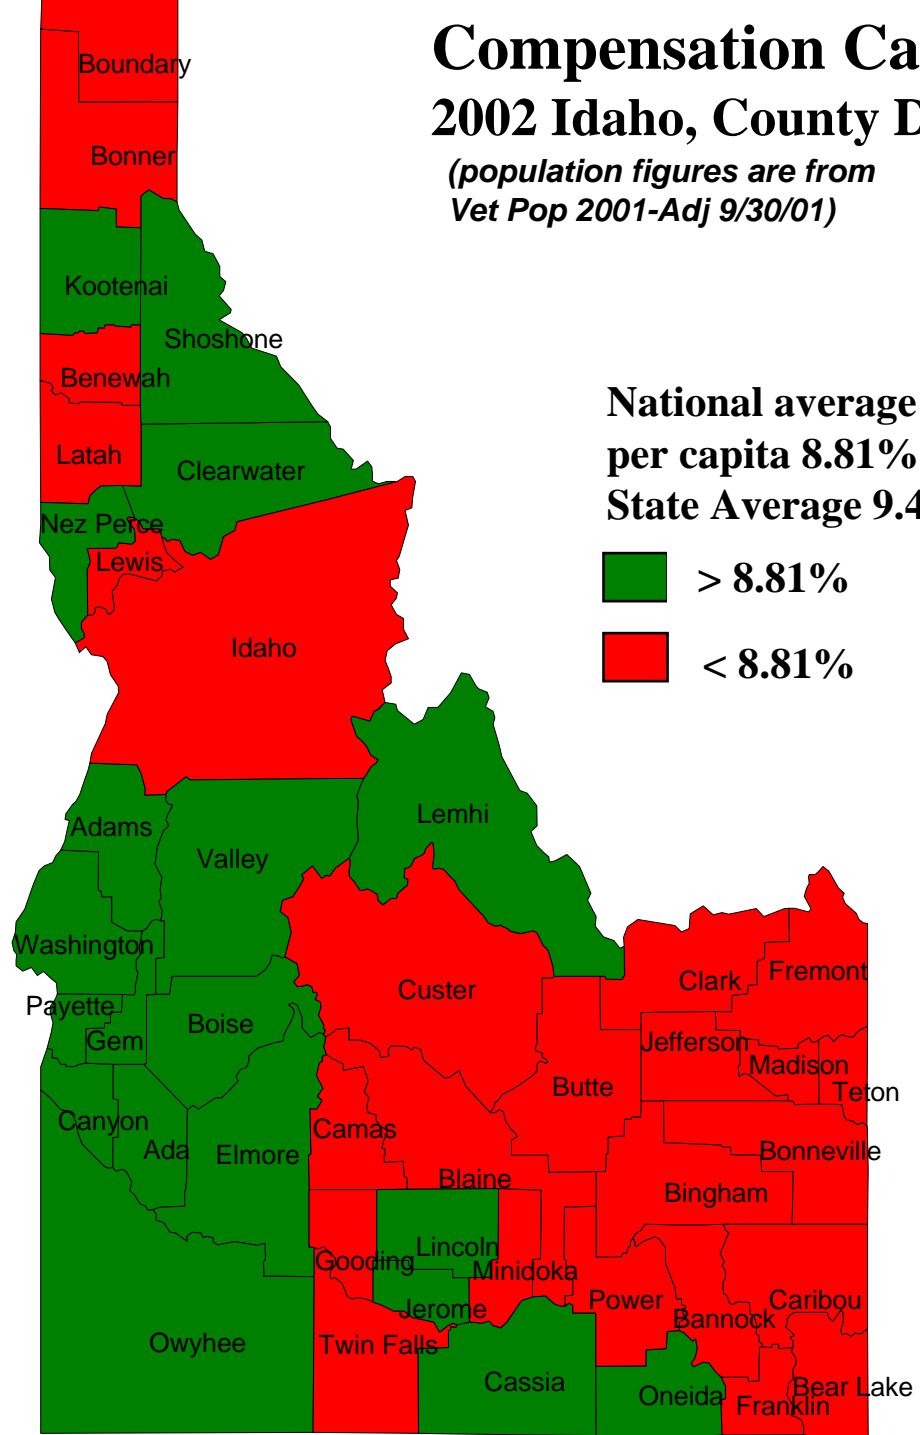 Compensation Ca
2002 Idaho, County D
(population figures are from
Vet Pop 2001-Adj 9/30/01)
National average
per capita 8.81%
State Average 9.4
> 8.81%
< 8.81%
Boundary
Bonner
Kootenai
Shoshone
Benewah
Latah
Clearwater
Nez Perce
Lewis
Idaho
Lemhi
Adams
Valley
Washington
Custer
Clark
Fremont
Payette
Boise
Gem
Jefferson
Madison
Butte
Teton
Canyon
Camas
Ada
Elmore
Bonneville
Blaine
Bingham
Lincoln
Gooding
Minidoka
Jerome
Power
Caribou
Bannock
Owyhee
Twin Falls
Cassia
Oneida
Bear Lake
Franklin